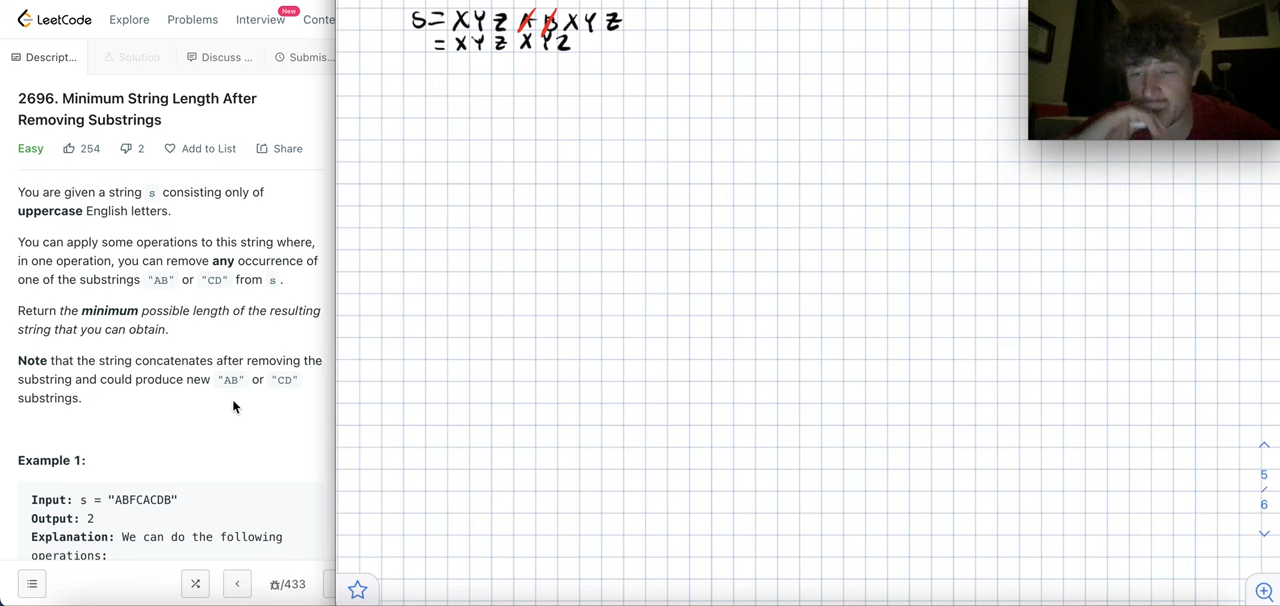 LeetCode Explore Problems Interview New Conte
Descript... Solution Discuss ... Submis...
2696. Minimum String Length After
Removing Substrings
Easy 254 2 Add to List Share
You are given a string s consisting only of
uppercase English letters.
You can apply some operations to this string where,
in one operation, you can remove any occurrence of
one of the substrings "AB" or "CD" from s .
Return the minimum possible length of the resulting
string that you can obtain.
Note that the string concatenates after removing the
substring and could produce new "AB" or "CD"
substrings.
Example 1:
Input: s = "ABFCACDB"
Output: 2
Explanation: We can do the following
operations:
/433
S = X Y Z A B X Y Z
= X Y Z X Y Z
5
/
6